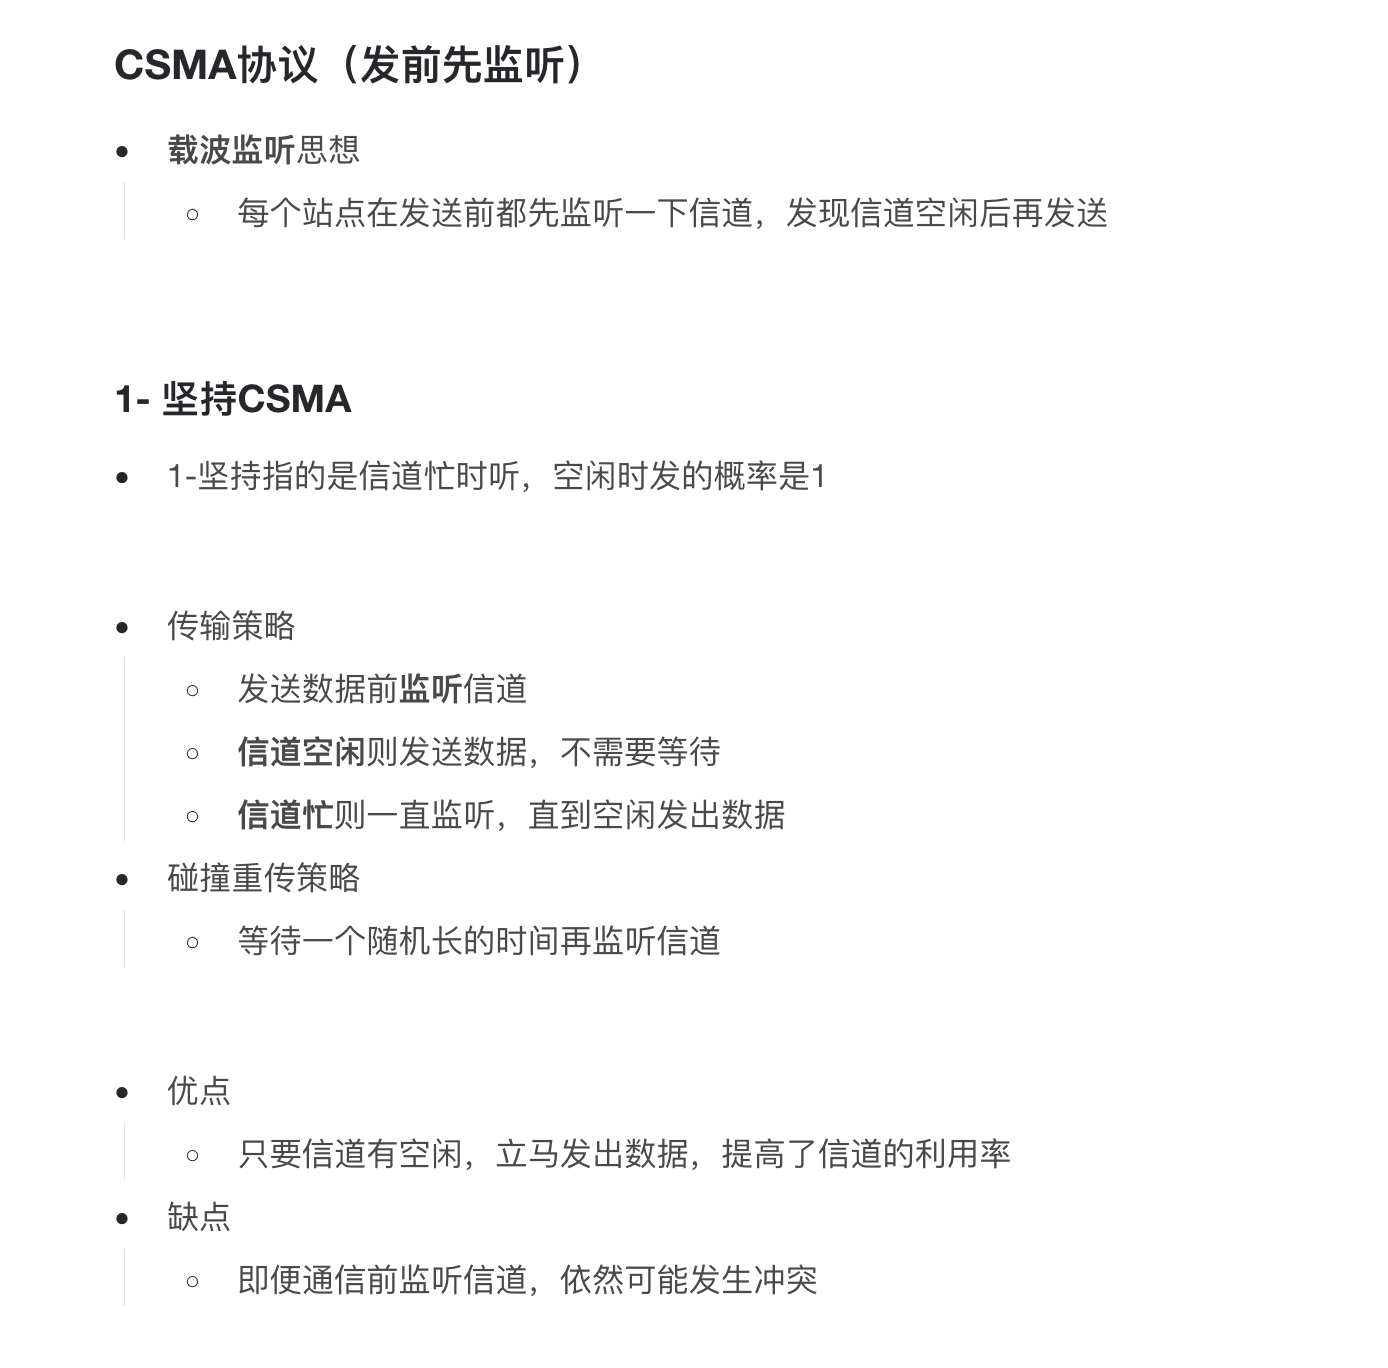 CSMA协议（发前先监听）
载波监听思想
每个站点在发送前都先监听一下信道，发现信道空闲后再发送
1- 坚持CSMA
1-坚持指的是信道忙时听，空闲时发的概率是1
传输策略
发送数据前监听信道
信道空闲则发送数据，不需要等待
信道忙则一直监听，直到空闲发出数据
碰撞重传策略
等待一个随机长的时间再监听信道
优点
只要信道有空闲，立马发出数据，提高了信道的利用率
缺点
即便通信前监听信道，依然可能发生冲突